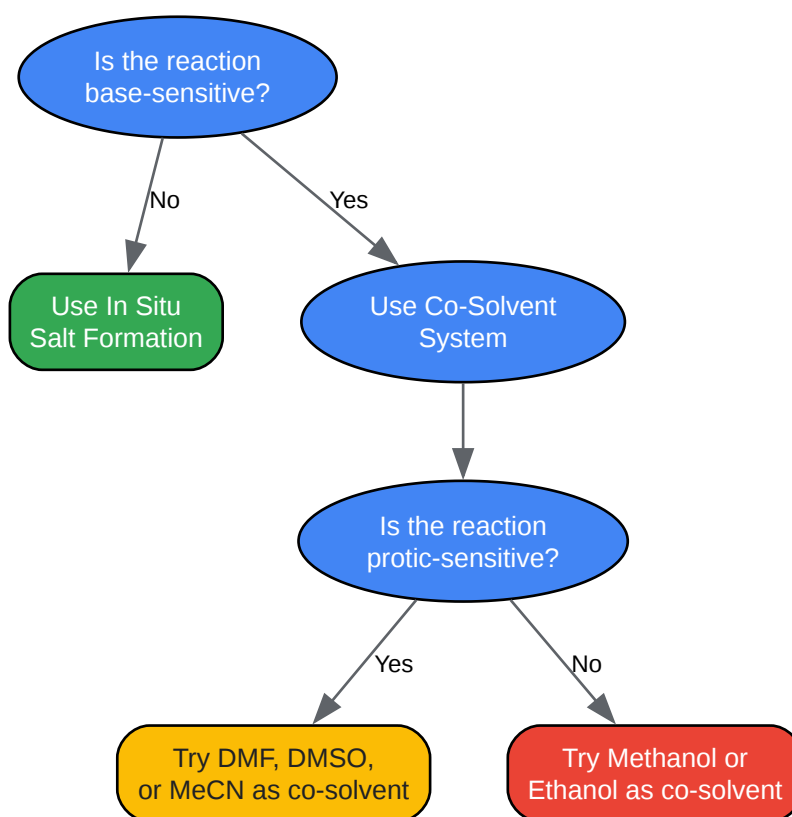 Is the reaction
base-sensitive?
No
Yes
Use In Situ
Salt Formation
Use Co-Solvent
System
Is the reaction
protic-sensitive?
Yes
No
Try DMF, DMSO,
or MeCN as co-solvent
Try Methanol or
Ethanol as co-solvent